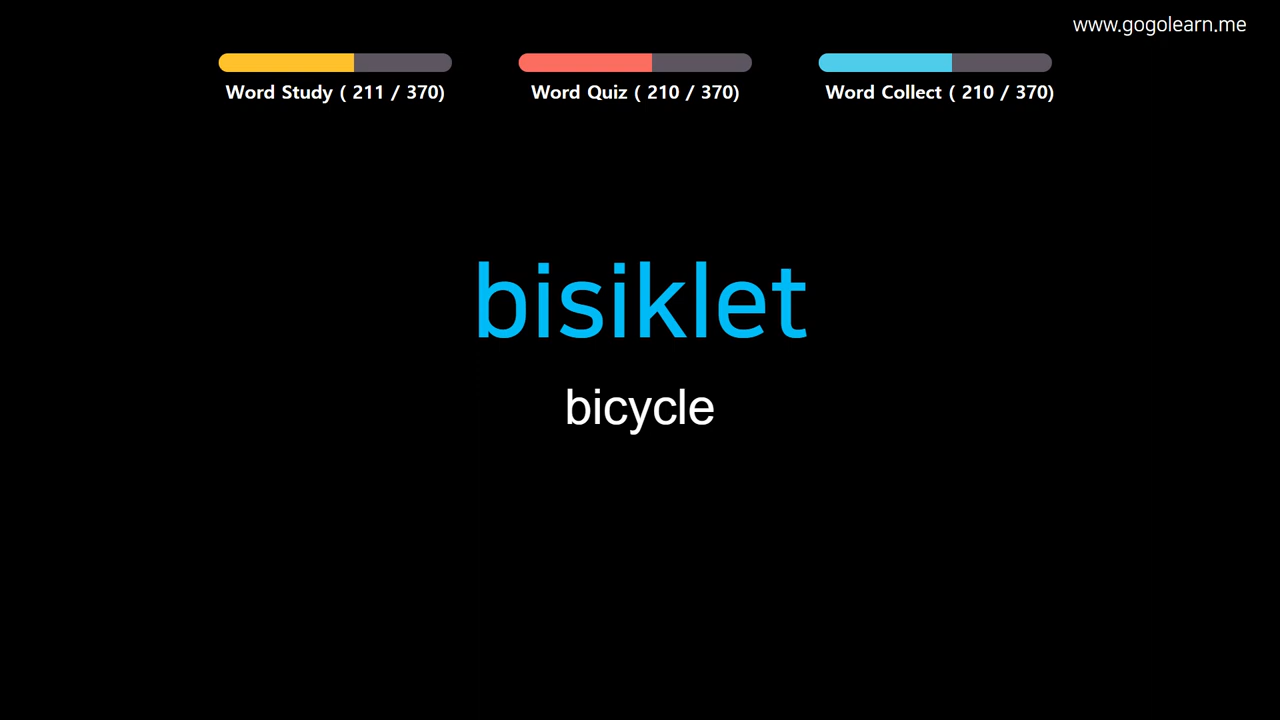 www.gogolearn.me
Word Study ( 211 / 370)
Word Quiz ( 210 / 370)
Word Collect ( 210 / 370)
bisiklet
bicycle